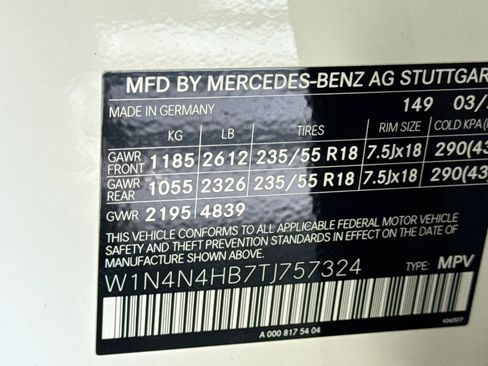 MFD BY MERCEDES-BENZ AG STUTTGAR
MADE IN GERMANY 149 03/
KG LB TIRES RIM SIZE COLD KPA(
GAWR FRONT 1185 2612 235/55 R18 7.5Jx18 290(43
GAWR REAR 1055 2326 235/55 R18 7.5Jx18 290(43)
GVWR 2195 4839
THIS VEHICLE CONFORMS TO ALL APPLICABLE FEDERAL MOTOR VEHICLE
SAFETY, BUMPER, AND THEFT PREVENTION STANDARDS IN EFFECT ON THE DATE OF
MANUFACTURE SHOWN ABOVE.
W1N4N4HB7TJ757324 TYPE: MPV
A 000 817 54 04